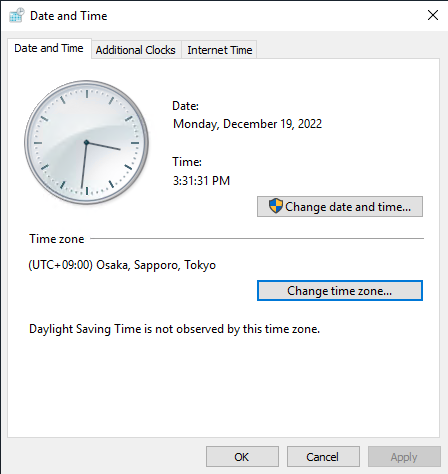 Date and Time
Date and Time
Additional Clocks
Internet Time
Date:
Monday, December 19, 2022
Time:
3:31:31 PM
Change date and time...
Time zone
(UTC+09:00) Osaka, Sapporo, Tokyo
Change time zone...
Daylight Saving Time is not observed by this time zone.
OK
Cancel
Apply